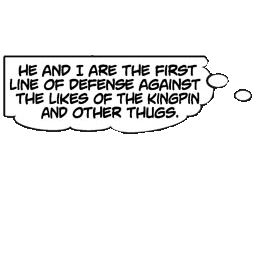 HE AND I ARE THE FIRST
LINE OF DEFENSE AGAINST
THE LIKES OF THE KINGPIN
AND OTHER THUGS.